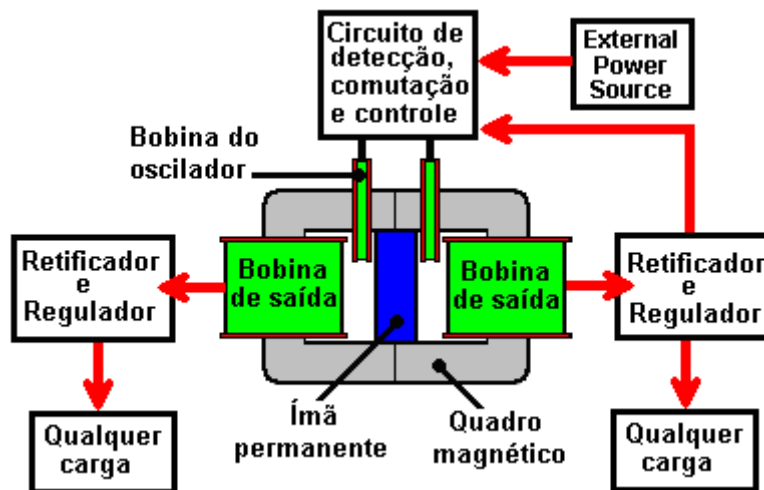 Circuito de
detecção,
comutação
e controle
External
Power
Source
Bobina do
oscilador
Retificador
e
Regulador
Bobina
de saída
Bobina
de saída
Retificador
e
Regulador
Qualquer
carga
Ímã
permanente
Quadro
magnético
Qualquer
carga